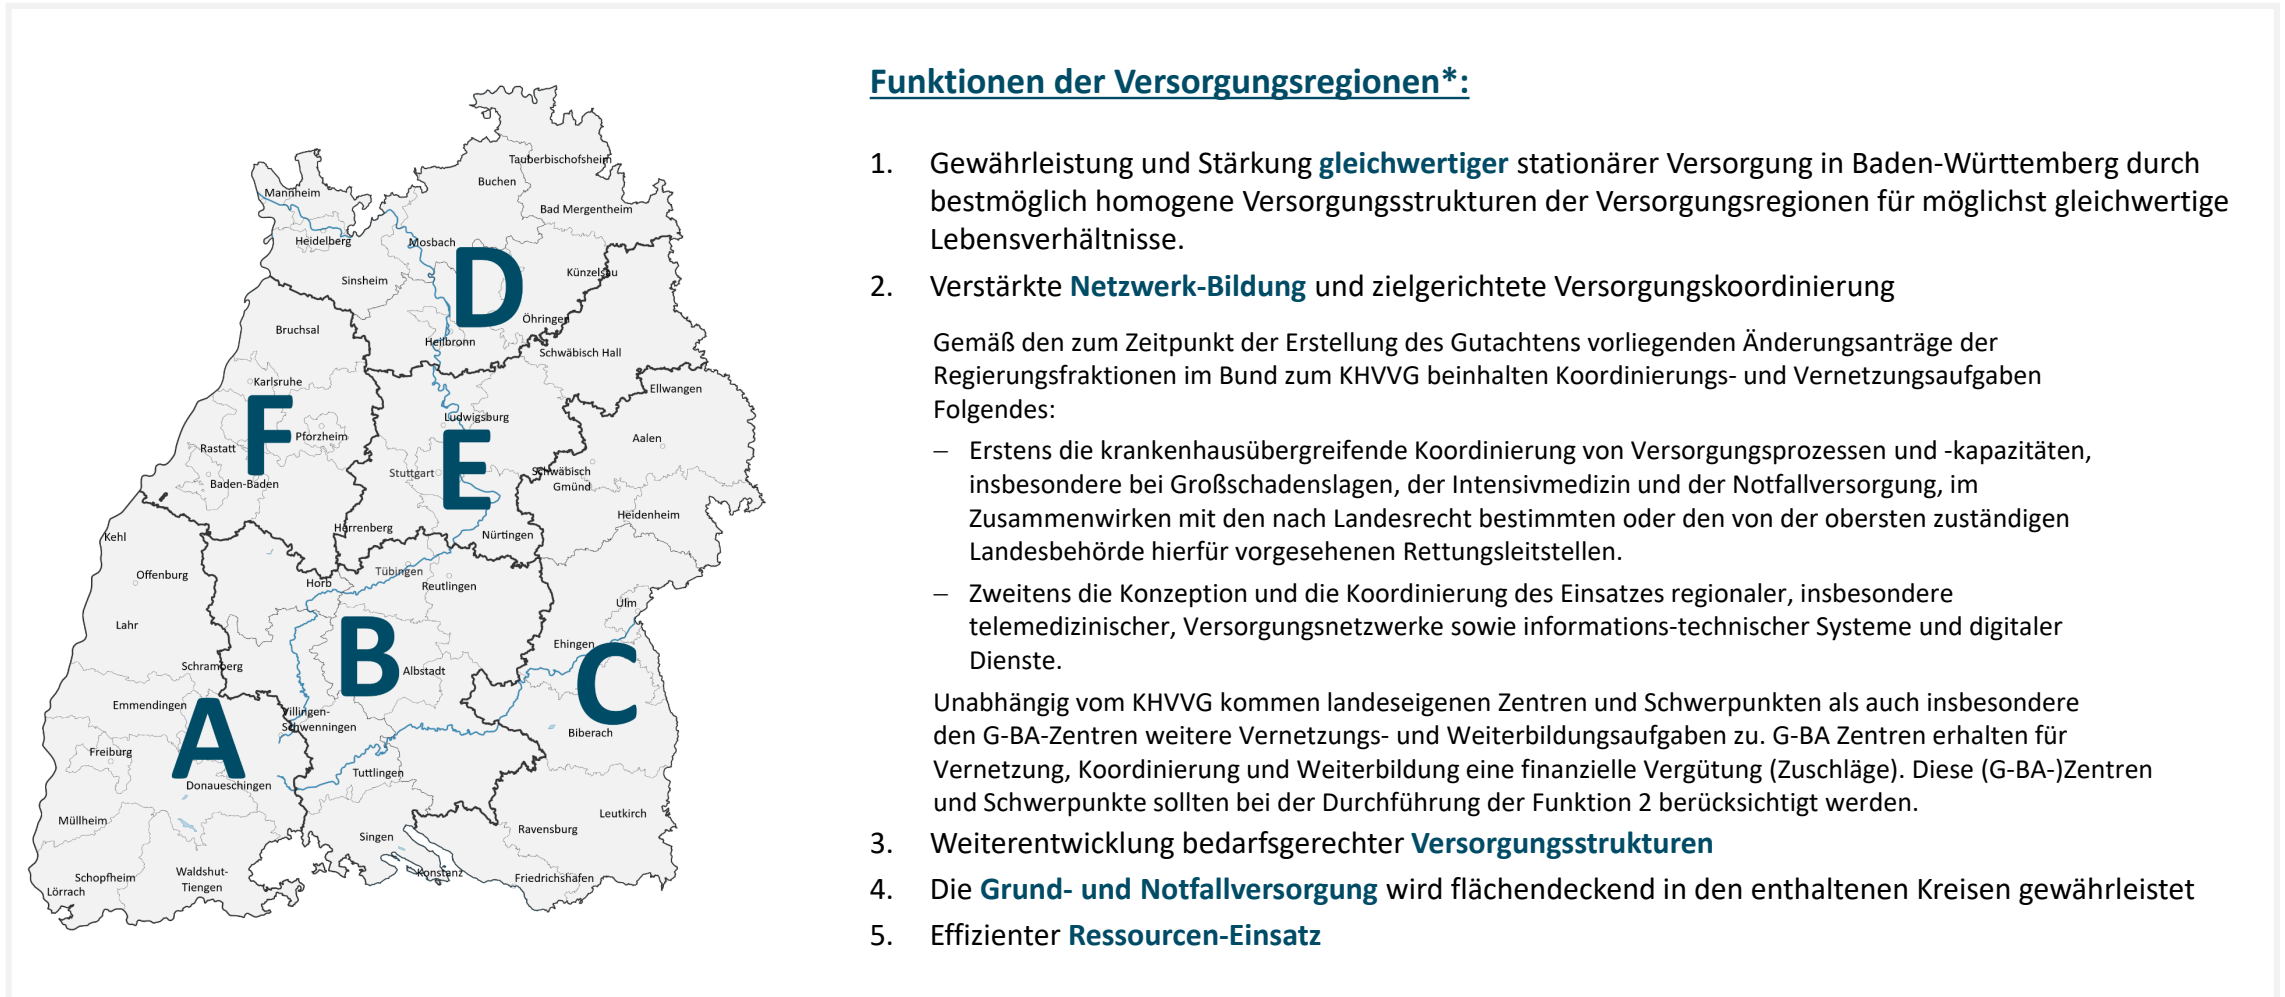 Funktionen der Versorgungsregionen*:
1. Gewährleistung und Stärkung gleichwertiger stationärer Versorgung in Baden-Württemberg durch
bestmöglich homogene Versorgungsstrukturen der Versorgungsregionen für möglichst gleichwertige
Lebensverhältnisse.
2. Verstärkte Netzwerk-Bildung und zielgerichtete Versorgungskoordinierung
Gemäß den zum Zeitpunkt der Erstellung des Gutachtens vorliegenden Änderungsanträge der
Regierungsfraktionen im Bund zum KHVVG beinhalten Koordinierungs- und Vernetzungsaufgaben
Folgendes:
– Erstens die krankenhausübergreifende Koordinierung von Versorgungsprozessen und -kapazitäten,
insbesondere bei Großschadenslagen, der Intensivmedizin und der Notfallversorgung, im
Zusammenwirken mit den nach Landesrecht bestimmten oder den von der obersten zuständigen
Landesbehörde hierfür vorgesehenen Rettungsleitstellen.
– Zweitens die Konzeption und die Koordinierung des Einsatzes regionaler, insbesondere
telemedizinischer, Versorgungsnetzwerke sowie informations-technischer Systeme und digitaler
Dienste.
Unabhängig vom KHVVG kommen landeseigenen Zentren und Schwerpunkten als auch insbesondere
den G-BA-Zentren weitere Vernetzungs- und Weiterbildungsaufgaben zu. G-BA Zentren erhalten für
Vernetzung, Koordinierung und Weiterbildung eine finanzielle Vergütung (Zuschläge). Diese (G-BA-)Zentren
und Schwerpunkte sollten bei der Durchführung der Funktion 2 berücksichtigt werden.
3. Weiterentwicklung bedarfsgerechter Versorgungsstrukturen
4. Die Grund- und Notfallversorgung wird flächendeckend in den enthaltenen Kreisen gewährleistet
5. Effizienter Ressourcen-Einsatz
Tauberbischofsheim
Buchen
Mannheim
Bad Mergentheim
Heidelberg
Mosbach
D
Künzelsau
Sinsheim
Öhringen
Bruchsal
Heilbronn
Schwäbisch Hall
Karlsruhe
Ellwangen
F
Ludwigsburg
Pforzheim
Aalen
Rastatt
E
Stuttgart
Schwäbisch
Gmünd
Baden-Baden
Heidenheim
Herrenberg
Nürtingen
Kehl
Offenburg
Tübingen
Horb
Reutlingen
Ulm
Lahr
Ehingen
B
C
Schramberg
Albstadt
Emmendingen
A
Villingen-
Schwenningen
Biberach
Freiburg
Tuttlingen
Donaueschingen
Leutkirch
Müllheim
Ravensburg
Singen
Konstanz
Schopfheim
Waldshut-
Tiengen
Friedrichshafen
Lörrach